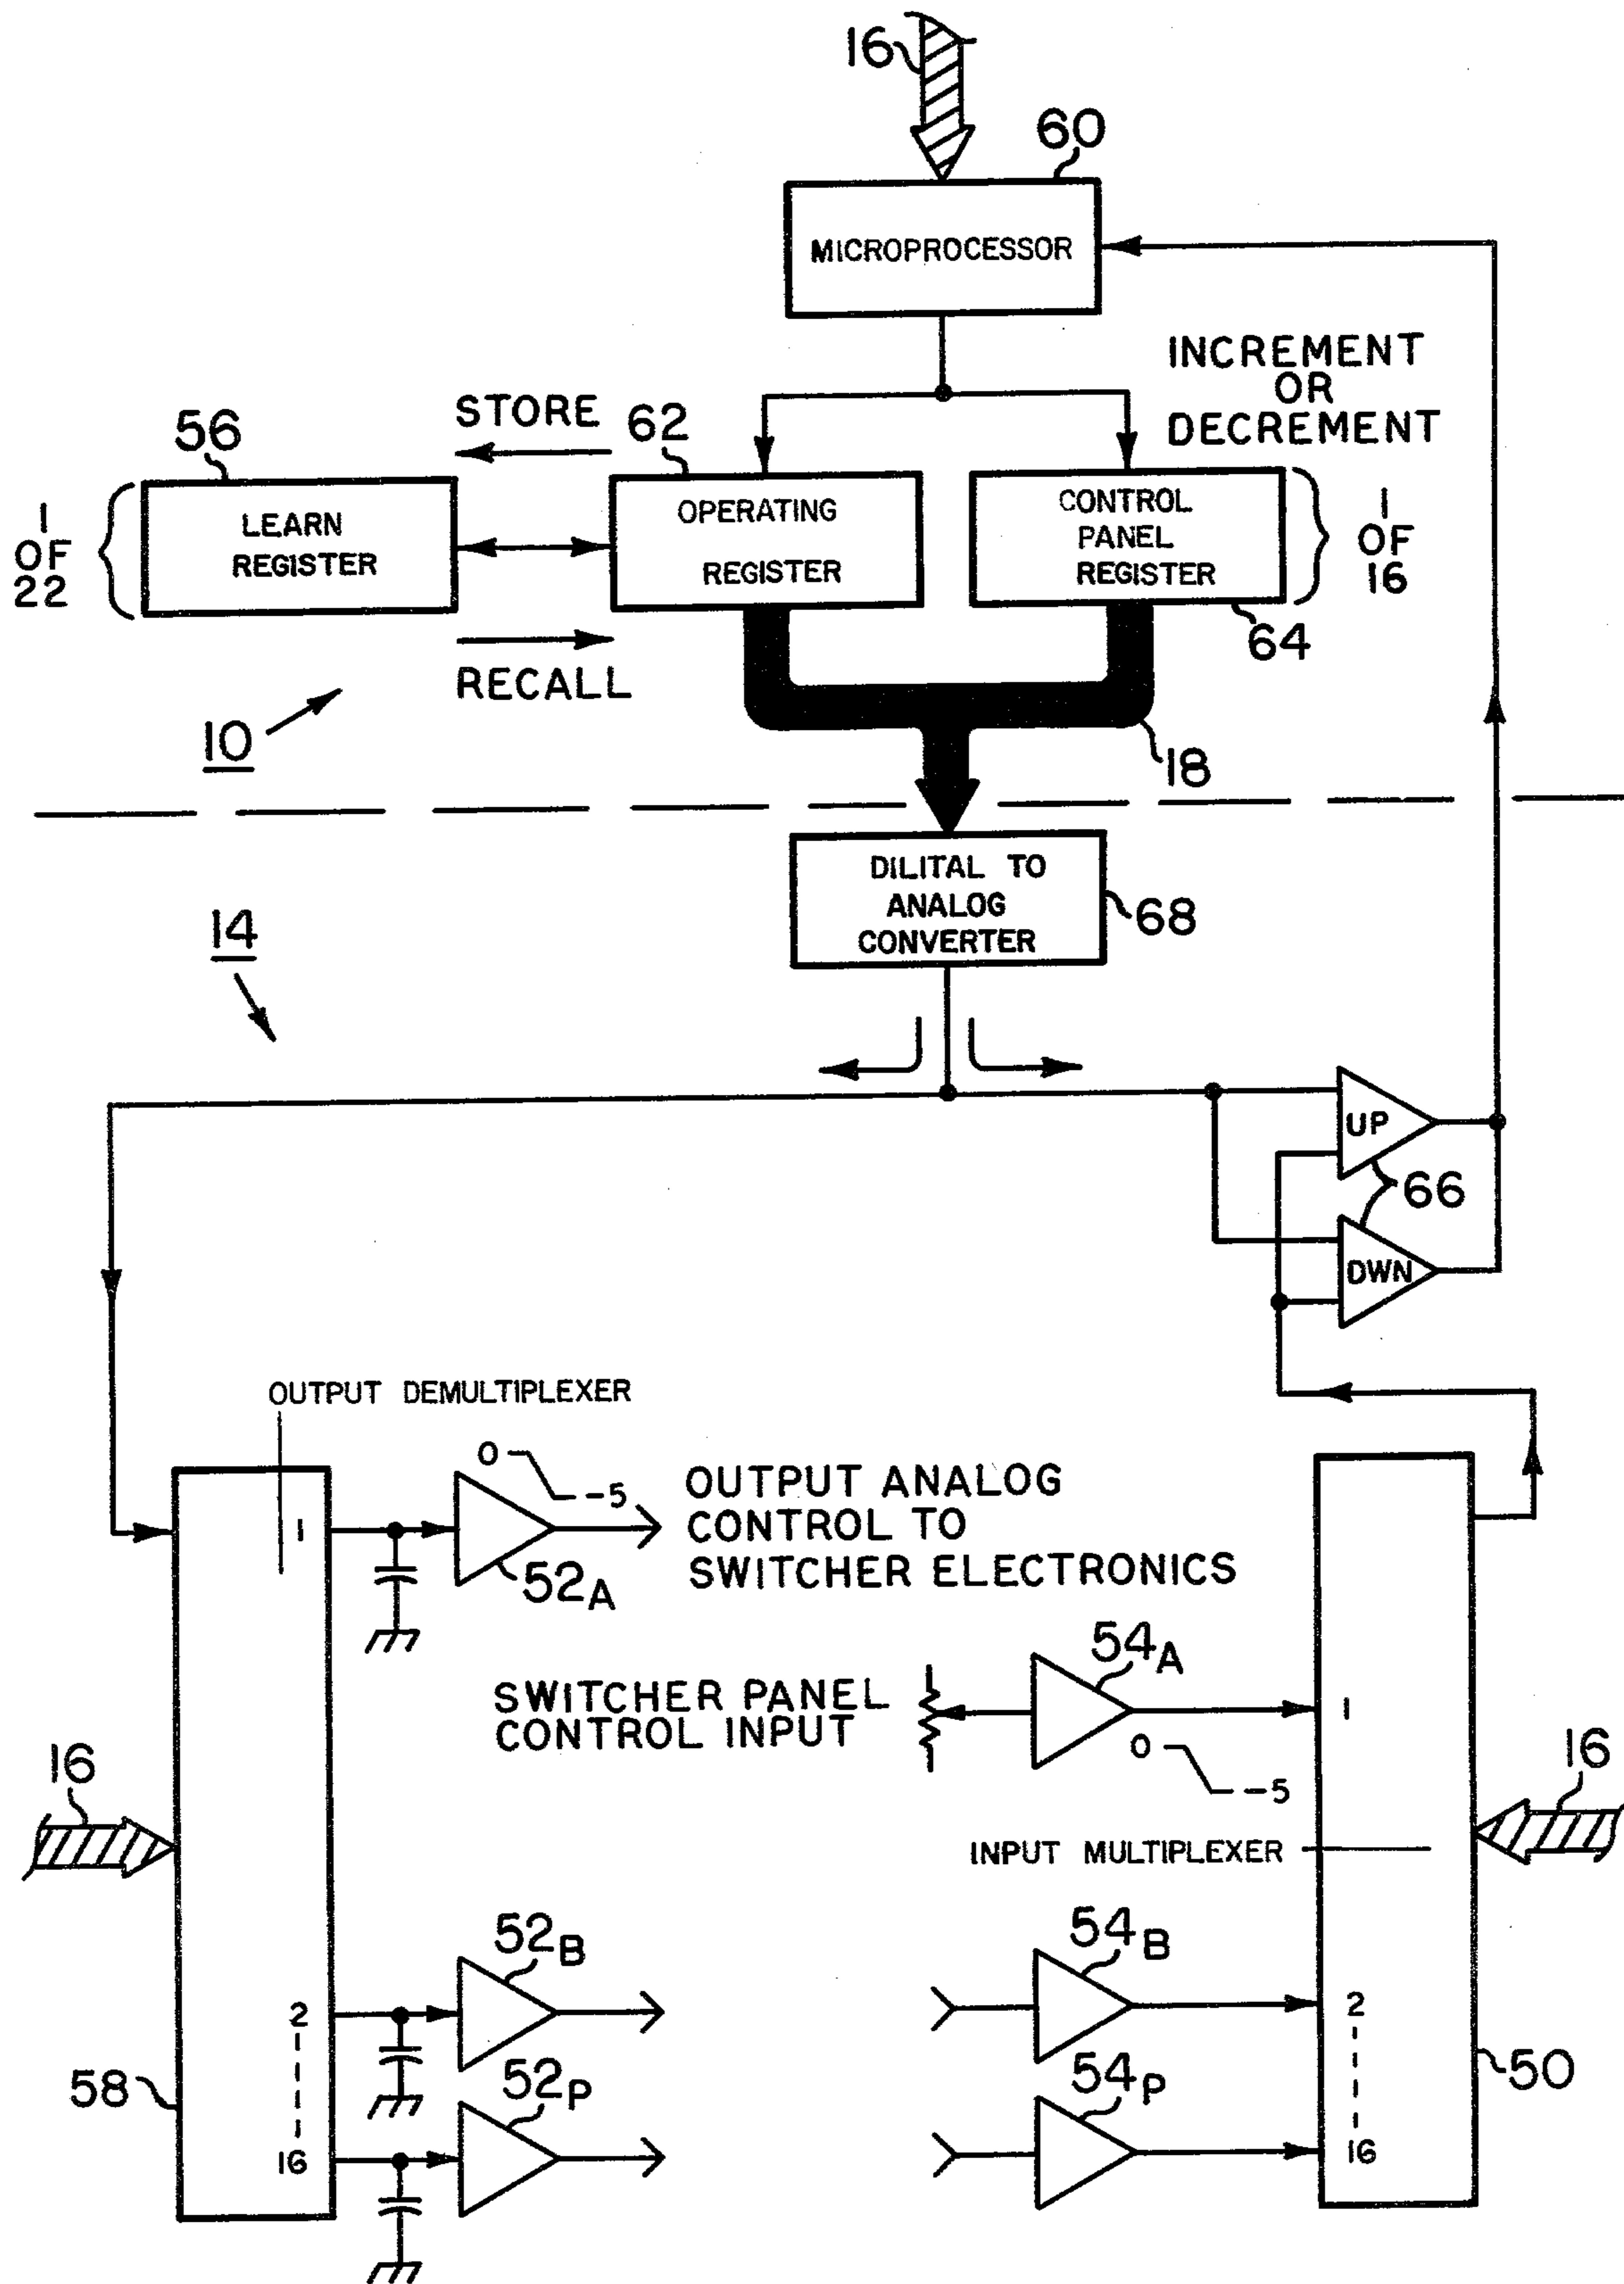 16
60
MICROPROCESSOR
INCREMENT
OR
DECREMENT
STORE
62
56
1
OF
22
LEARN
REGISTER
OPERATING
REGISTER
CONTROL
PANEL
REGISTER
1
OF
16
64
RECALL
10
18
DILITAL TO
ANALOG
CONVERTER
68
14
UP
66
DWN
OUTPUT DEMULTIPLEXER
0
-5
1
OUTPUT ANALOG
CONTROL TO
SWITCHER ELECTRONICS
52A
54A
SWITCHER PANEL
CONTROL INPUT
1
0
-5
16
16
INPUT MULTIPLEXER
52B
54B
2
2
58
52P
54P
50
16
16